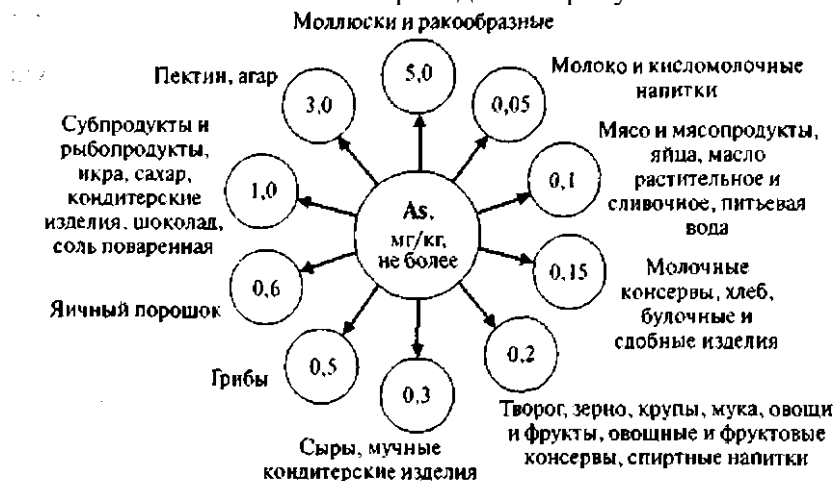 Моллюски и ракообразные
5,0
Молоко и кисломолочные
напитки
0,05
Мясо и мясопродукты,
яйца, масло
растительное и
сливочное, питьевая
вода
0,1
Молочные
консервы, хлеб,
булочные и
сдобные изделия
0,15
Творог, зерно, крупы, мука, овощи
и фрукты, овощные и фруктовые
консервы, спиртные напитки
0,2
Сыры, мучные
кондитерские изделия
0,3
Грибы
0,5
Яичный порошок
0,6
Субпродукты и
рыбопродукты,
икра, сахар,
кондитерские
изделия, шоколад,
соль поваренная
1,0
Пектин, агар
3,0
As,
мг/кг,
не более